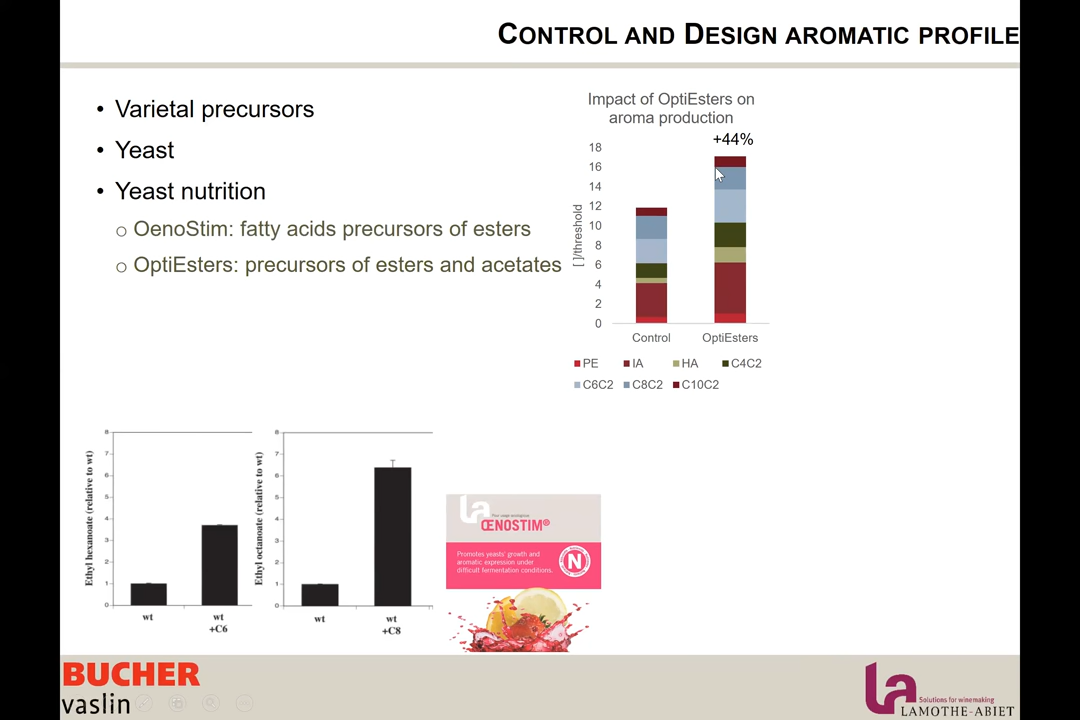 CONTROL AND DESIGN AROMATIC PROFILE
• Varietal precursors
• Yeast
• Yeast nutrition
o OenoStim: fatty acids precursors of esters
o OptiEsters: precursors of esters and acetates
Impact of OptiEsters on
aroma production
+44%
18
16
14
12
10
8
6
4
2
0
[ ]/threshold
Control OptiEsters
PE IA HA C4C2
C6C2 C8C2 C10C2
Ethyl hexanoate (relative to wt)
8
7
6
5
4
3
2
1
0
wt wt
+C6
Ethyl octanoate (relative to wt)
8
7
6
5
4
3
2
1
0
wt wt
+C8
La
ŒNOSTIM®
Promotes yeasts' growth and
aromatic expression under
difficult fermentation conditions.
N
BUCHER
vaslin
La
Solutions for winemaking
LAMOTHE-ABIET